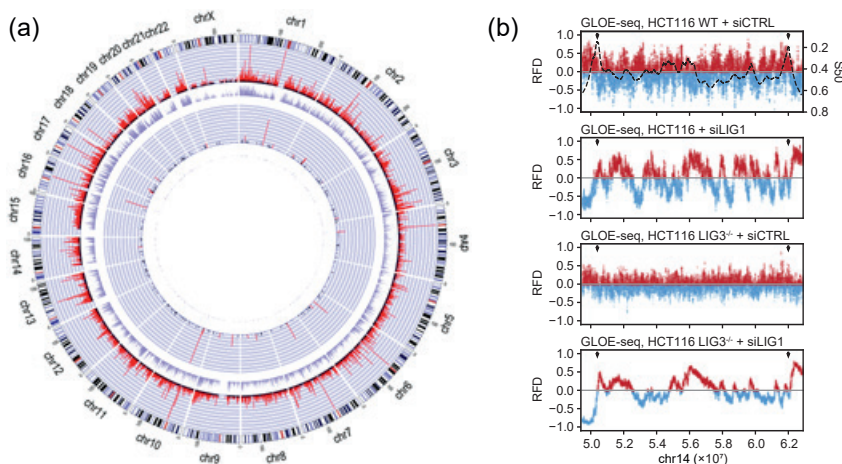 (a)
chr1
chr2
chr3
chr4
chr5
chr6
chr7
chr8
chr9
chr10
chr11
chr12
chr13
chr14
chr15
chr16
chr17
chr18
chr19
chr20
chr21
chr22
chrX
(b)
GLOE-seq, HCT116 WT + siCTRL
RFD
1.0
0.5
0.0
−0.5
−1.0
0.2
0.4
0.6
0.8
S50
GLOE-seq, HCT116 + siLIG1
RFD
1.0
0.5
0.0
−0.5
−1.0
GLOE-seq, HCT116 LIG3⁻/⁻ + siCTRL
RFD
1.0
0.5
0.0
−0.5
−1.0
GLOE-seq, HCT116 LIG3⁻/⁻ + siLIG1
RFD
1.0
0.5
0.0
−0.5
−1.0
5.0 5.2 5.4 5.6 5.8 6.0 6.2
chr14 (×10⁷)